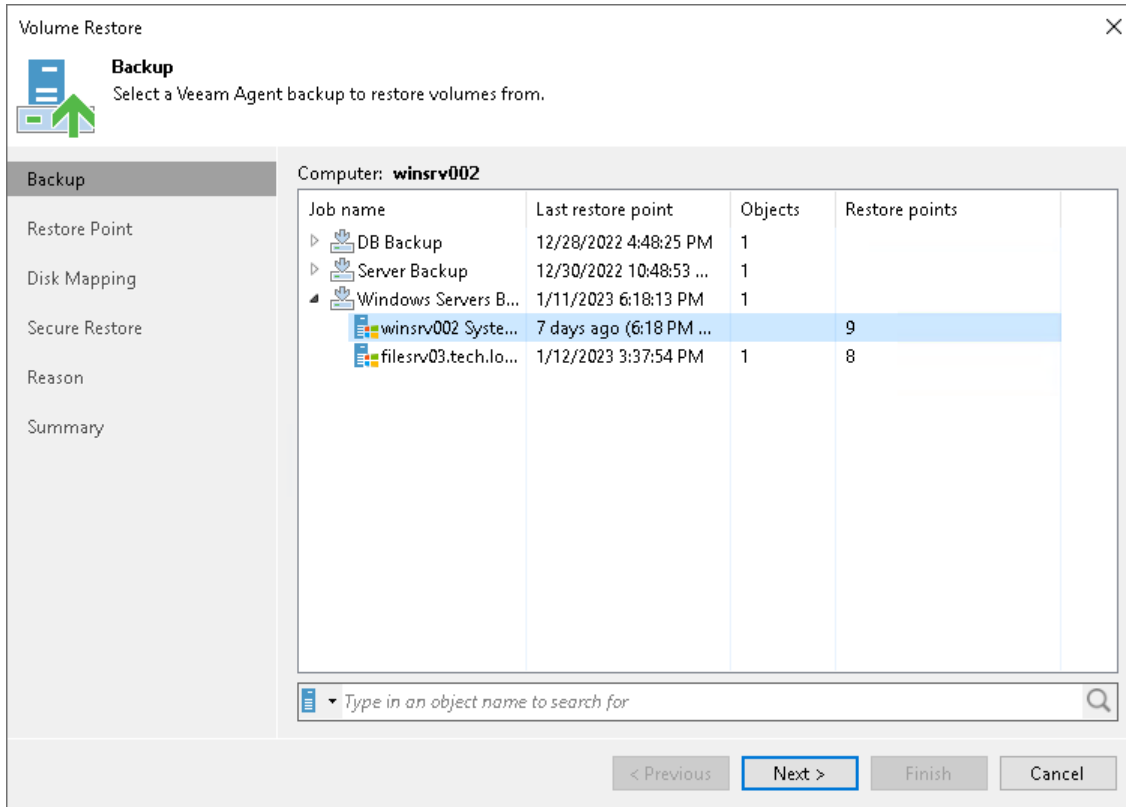 Volume Restore
Backup
Select a Veeam Agent backup to restore volumes from.
Backup
Restore Point
Disk Mapping
Secure Restore
Reason
Summary
Computer: winsrv002
Job name Last restore point Objects Restore points
DB Backup 12/28/2022 4:48:25 PM 1
Server Backup 12/30/2022 10:48:53 ... 1
Windows Servers B... 1/11/2023 6:18:13 PM 1
winsrv002 Syste... 7 days ago (6:18 PM ... 9
filesrv03.tech.lo... 1/12/2023 3:37:54 PM 1 8
Type in an object name to search for
< Previous Next > Finish Cancel